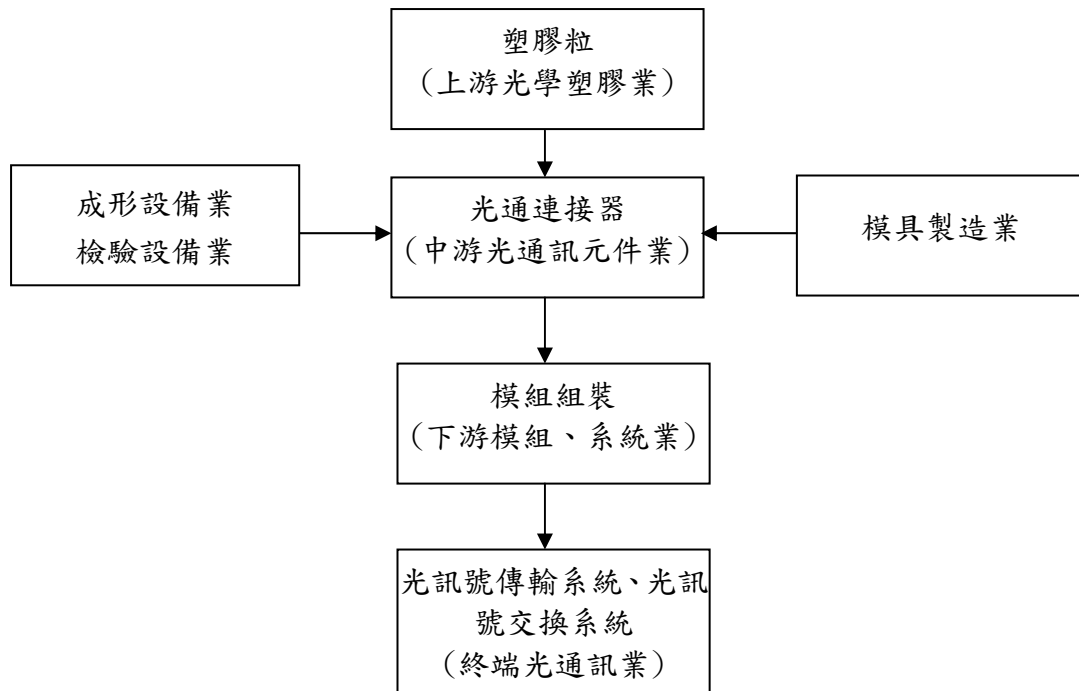 塑膠粒
（上游光學塑膠業）
成形設備業
檢驗設備業
光通連接器
（中游光通訊元件業）
模具製造業
模組組裝
（下游模組、系統業）
光訊號傳輸系統、光訊
號交換系統
（終端光通訊業）